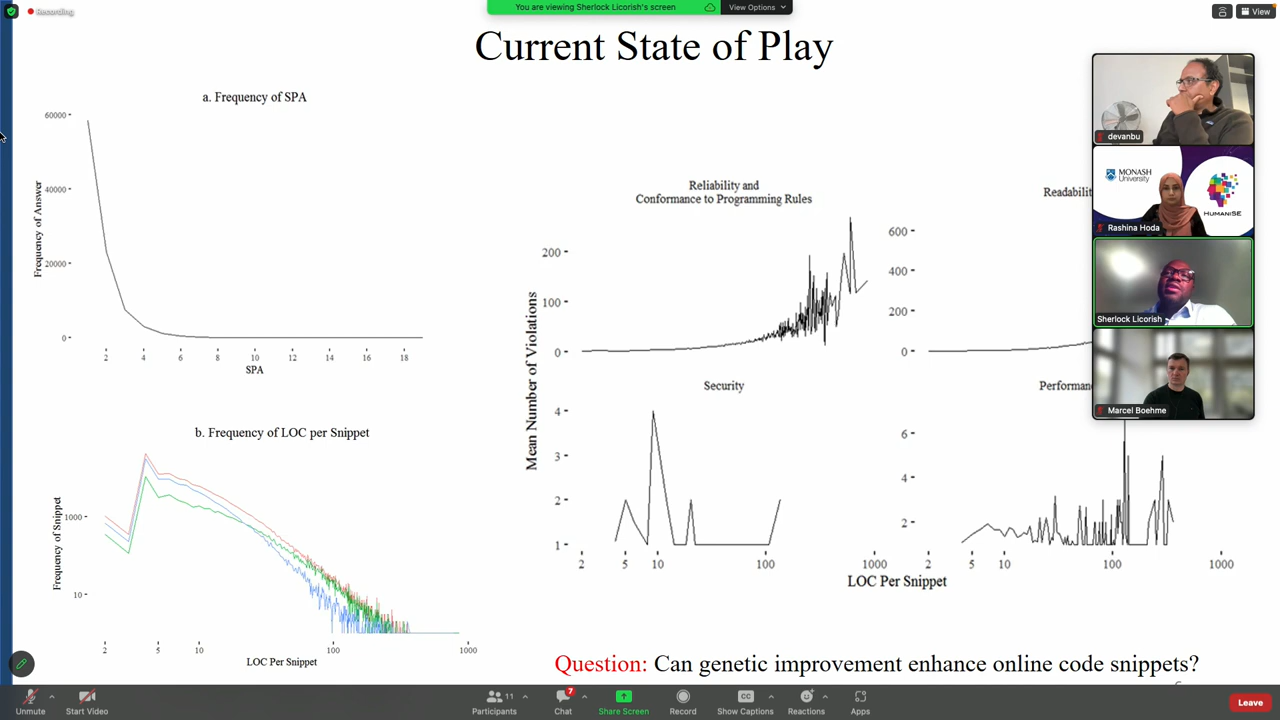 Recording
You are viewing Sherlock Licorish's screen
View Options
View
Current State of Play
a. Frequency of SPA
60000
40000
20000
0
Frequency of Answer
2 4 6 8 10 12 14 16 18
SPA
b. Frequency of LOC per Snippet
1000
10
Frequency of Snippet
2 5 10 100 1000
LOC Per Snippet
Reliability and
Conformance to Programming Rules
200
100
0
Readabil
600
400
200
0
Mean Number of Violations
Security
4
3
2
1
2 5 10 100 1000
Performan
6
4
2
2 5 10 100 1000
LOC Per Snippet
Question: Can genetic improvement enhance online code snippets?
devanbu
MONASH
University
HUMANISE
Rashina Hoda
Sherlock Licorish
Marcel Boehme
Unmute
Start Video
11
Participants
7
Chat
Share Screen
Record
CC
Show Captions
Reactions
Apps
Leave